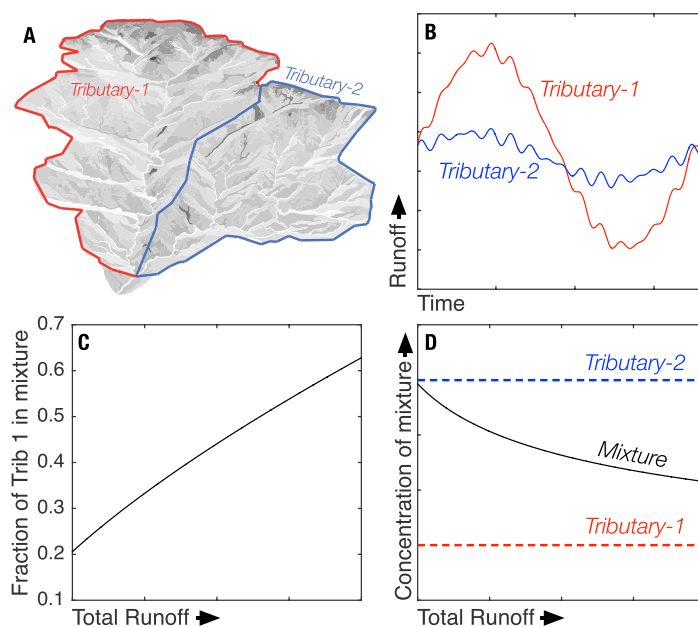 A
Tributary-1
Tributary-2
B
Tributary-1
Tributary-2
Runoff
Time
C
0.7
0.6
0.5
0.4
0.3
0.2
0.1
Fraction of Trib 1 in mixture
Total Runoff
D
Tributary-2
Mixture
Tributary-1
Concentration of mixture
Total Runoff